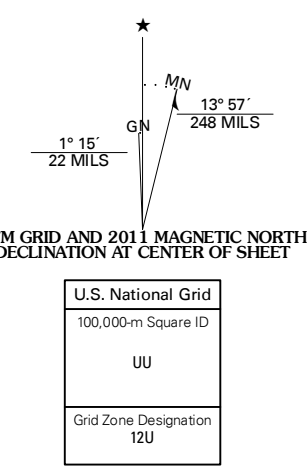 ★
MN
13° 57´
248 MILS
GN
1° 15´
22 MILS
M GRID AND 2011 MAGNETIC NORTH
DECLINATION AT CENTER OF SHEET
U.S. National Grid
100,000-m Square ID
UU
Grid Zone Designation
12U